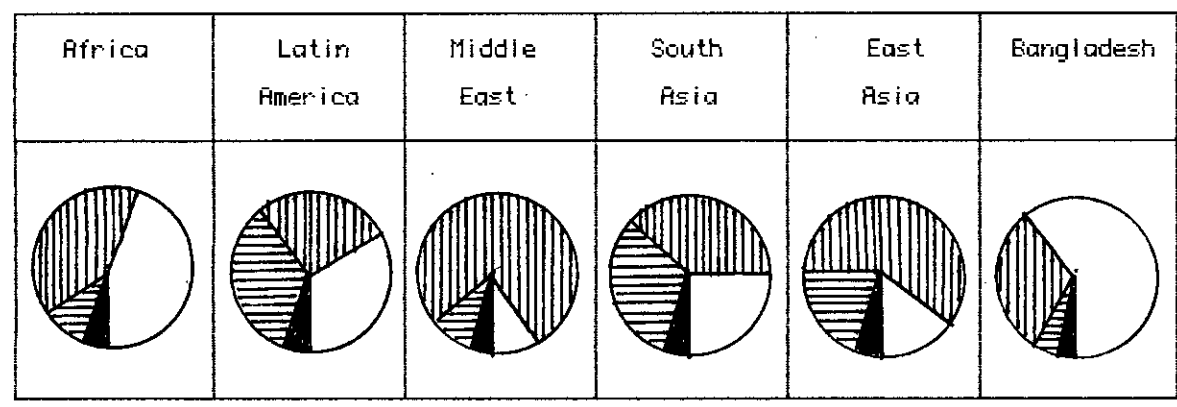 Africa
Latin
America
Middle
East
South
Asia
East
Asia
Bangladesh